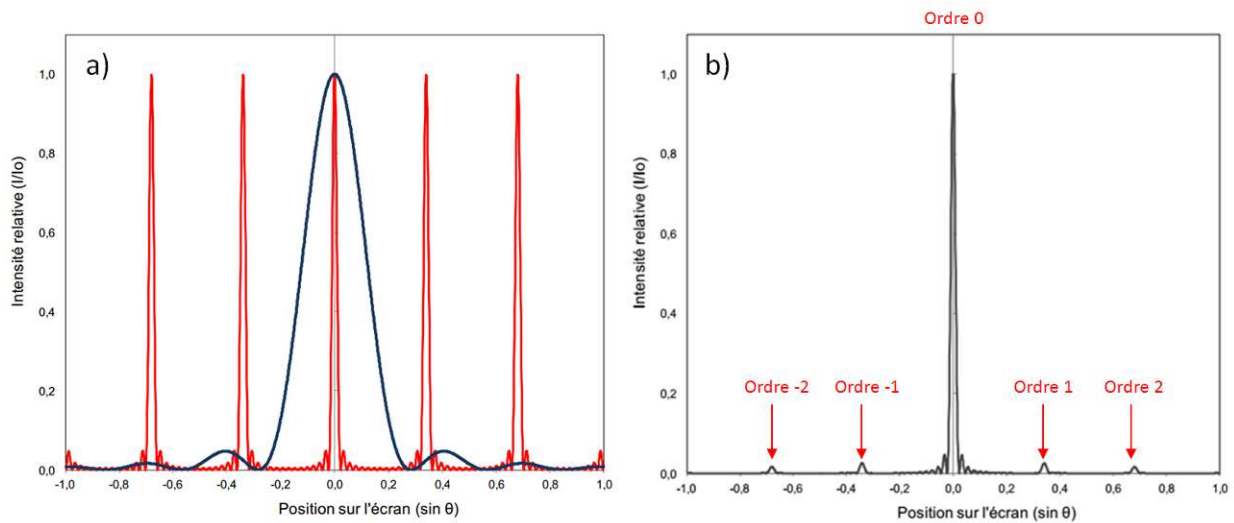 a)
1,0
0,8
0,6
0,4
0,2
0,0
-1,0 -0,8 -0,6 -0,4 -0,2 0,0 0,2 0,4 0,6 0,8 1,0
Intensité relative (I/Io)
Position sur l'écran (sin θ)
Ordre 0
b)
1,0
0,8
0,6
0,4
0,2
0,0
Ordre -2 Ordre -1 Ordre 1 Ordre 2
-1,0 -0,8 -0,6 -0,4 -0,2 0,0 0,2 0,4 0,6 0,8 1,0
Intensité relative (I/Io)
Position sur l'écran (sin θ)